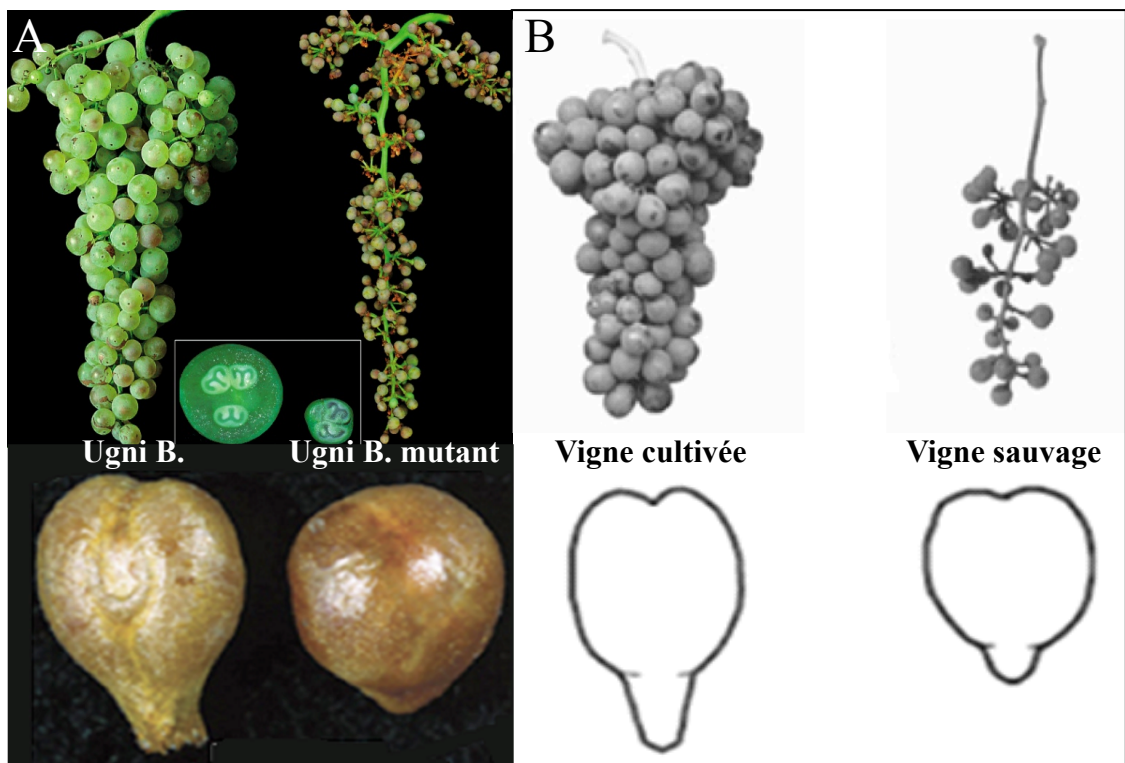 A
B
Ugni B.
Ugni B. mutant
Vigne cultivée
Vigne sauvage